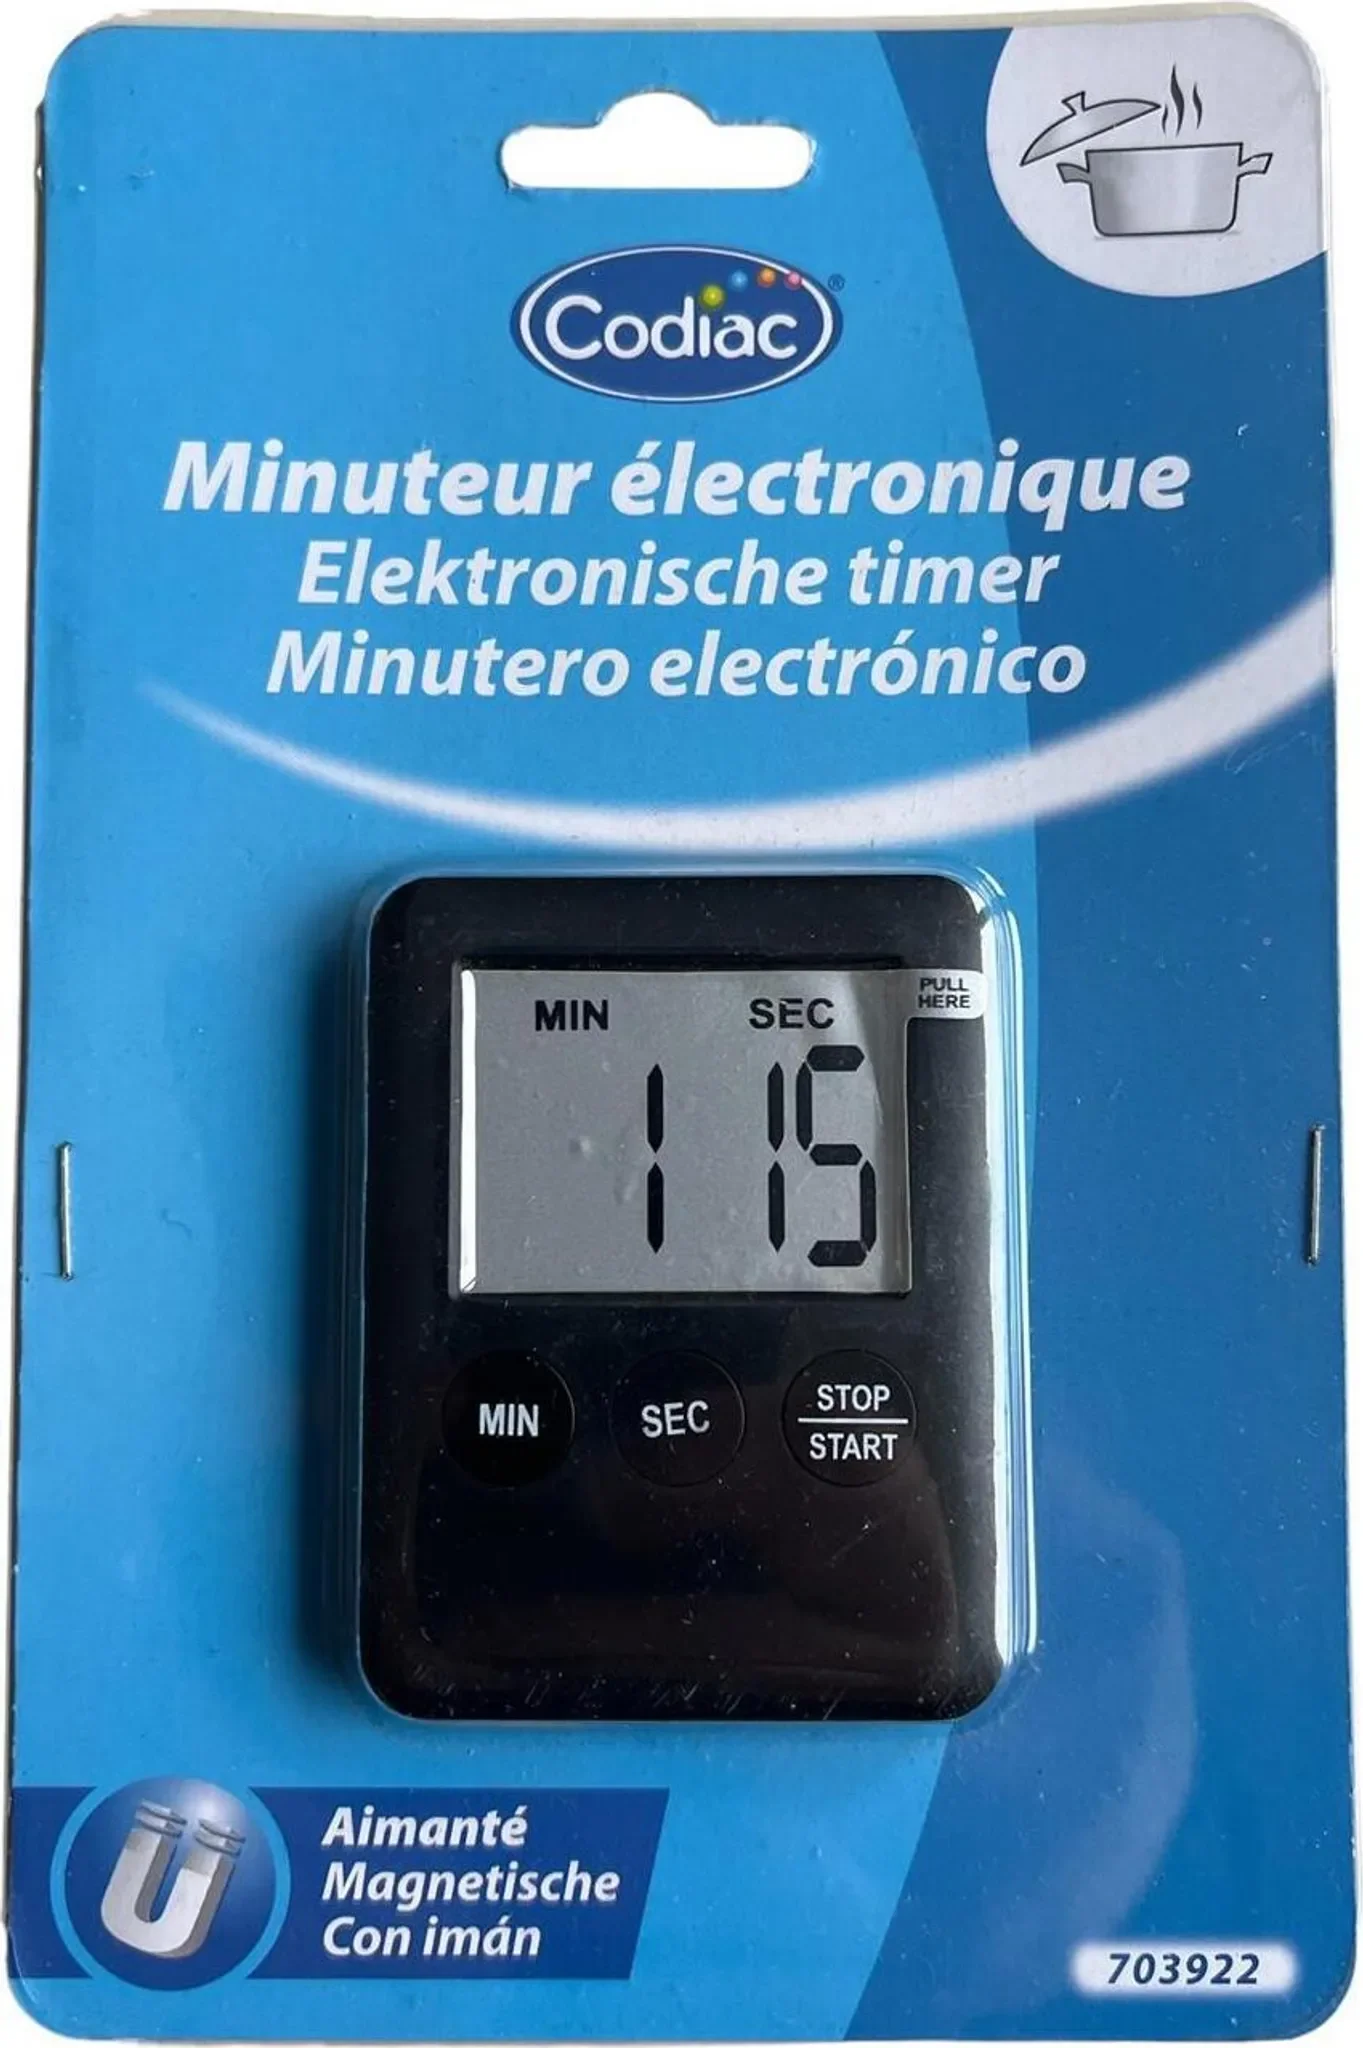 Codiac®
Minuteur électronique
Elektronische timer
Minutero electrónico
PULL
HERE
MIN SEC
1 15
MIN SEC STOP
START
Aimanté
Magnetische
Con imán
703922